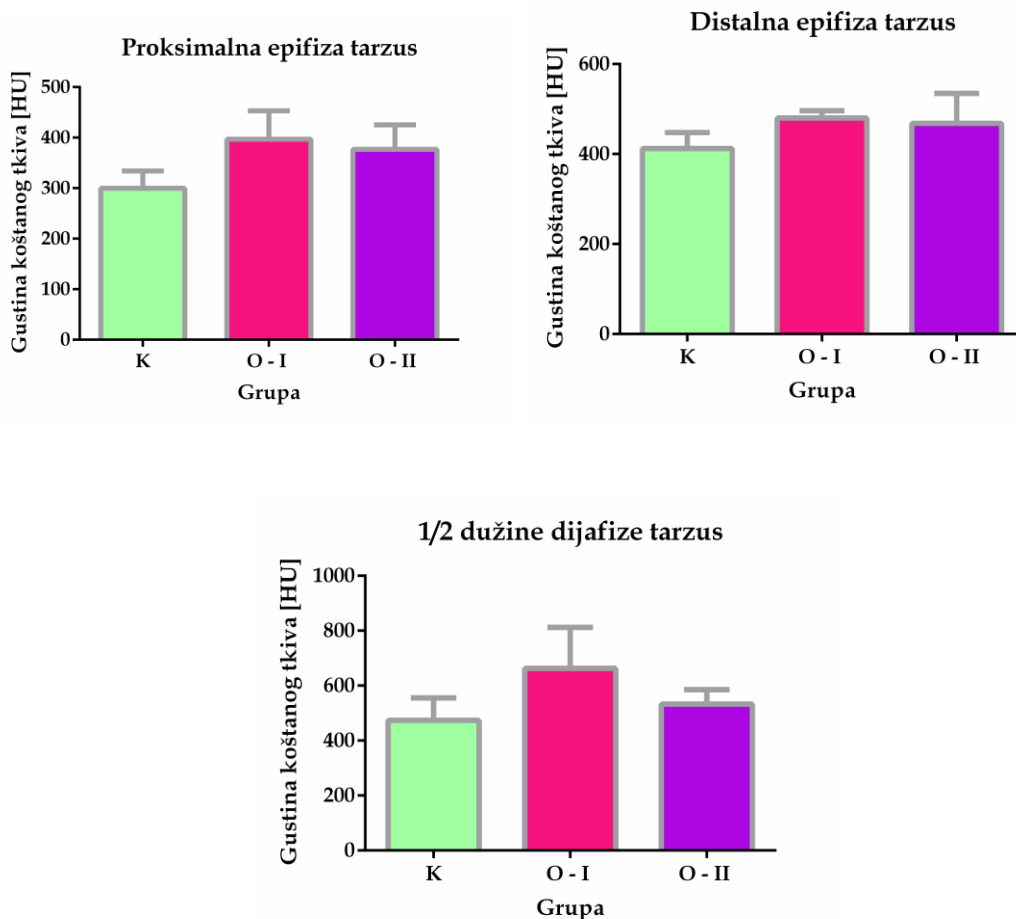 Proksimalna epifiza tarzus
Gustina koštanog tkiva [HU]
500
400
300
200
100
0
K O - I O - II
Grupa
Distalna epifiza tarzus
Gustina koštanog tkiva [HU]
600
400
200
0
K O - I O - II
Grupa
1/2 dužine dijafize tarzus
Gustina koštanog tkiva [HU]
1000
800
600
400
200
0
K O - I O - II
Grupa